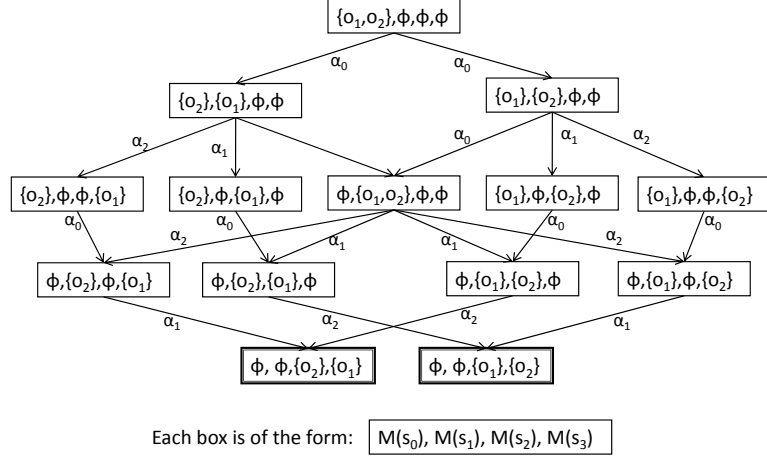 {o₁,o₂},ϕ,ϕ,ϕ
α₀ α₀
{o₂},{o₁},ϕ,ϕ {o₁},{o₂},ϕ,ϕ
α₂ α₁ α₀ α₁ α₂
{o₂},ϕ,ϕ,{o₁} {o₂},ϕ,{o₁},ϕ ϕ,{o₁,o₂},ϕ,ϕ {o₁},ϕ,{o₂},ϕ {o₁},ϕ,ϕ,{o₂}
α₀ α₀ α₂ α₁ α₁ α₀ α₂ α₀
ϕ,{o₂},ϕ,{o₁} ϕ,{o₂},{o₁},ϕ ϕ,{o₁},{o₂},ϕ ϕ,{o₁},ϕ,{o₂}
α₁ α₂ α₂ α₁
ϕ, ϕ,{o₂},{o₁} ϕ, ϕ,{o₁},{o₂}
Each box is of the form: M(s₀), M(s₁), M(s₂), M(s₃)